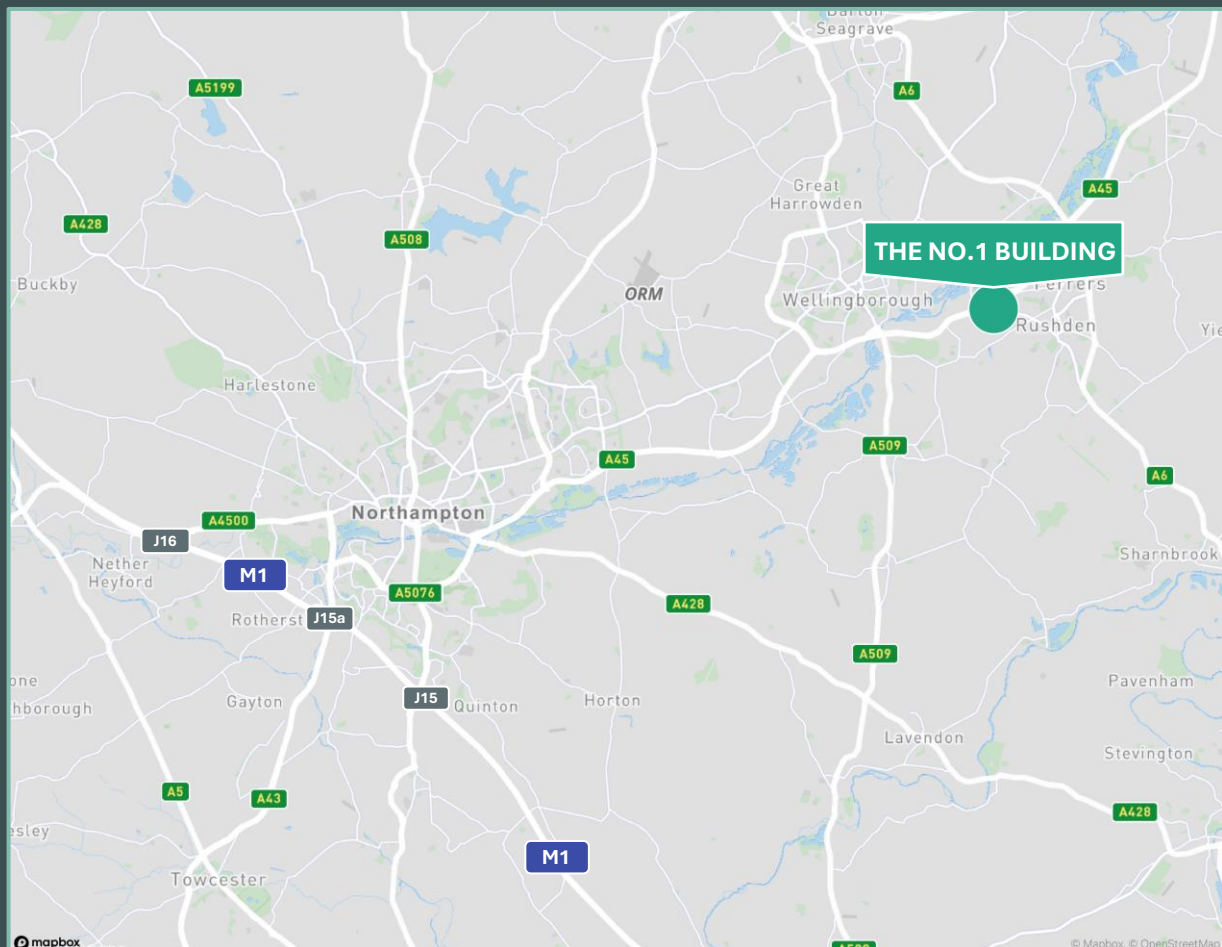 Barton
Seagrave
A5199
A6
A45
Great
Harrowden
A428
A508
THE NO.1 BUILDING
Buckby
ORM
Wellingborough
Ferrers
Rushden
Yie
Harlestone
A509
A45
A6
Northampton
A4500
J16
Nether
Heyford
M1
Sharnbrook
A5076
A428
Rotherst
J15a
A509
one
hborough
Gayton
J15
Quinton
Horton
Pavenham
Lavendon
Stevington
A5
A43
A428
esley
M1
Towcester
mapbox
© Mapbox, © OpenStreetMap